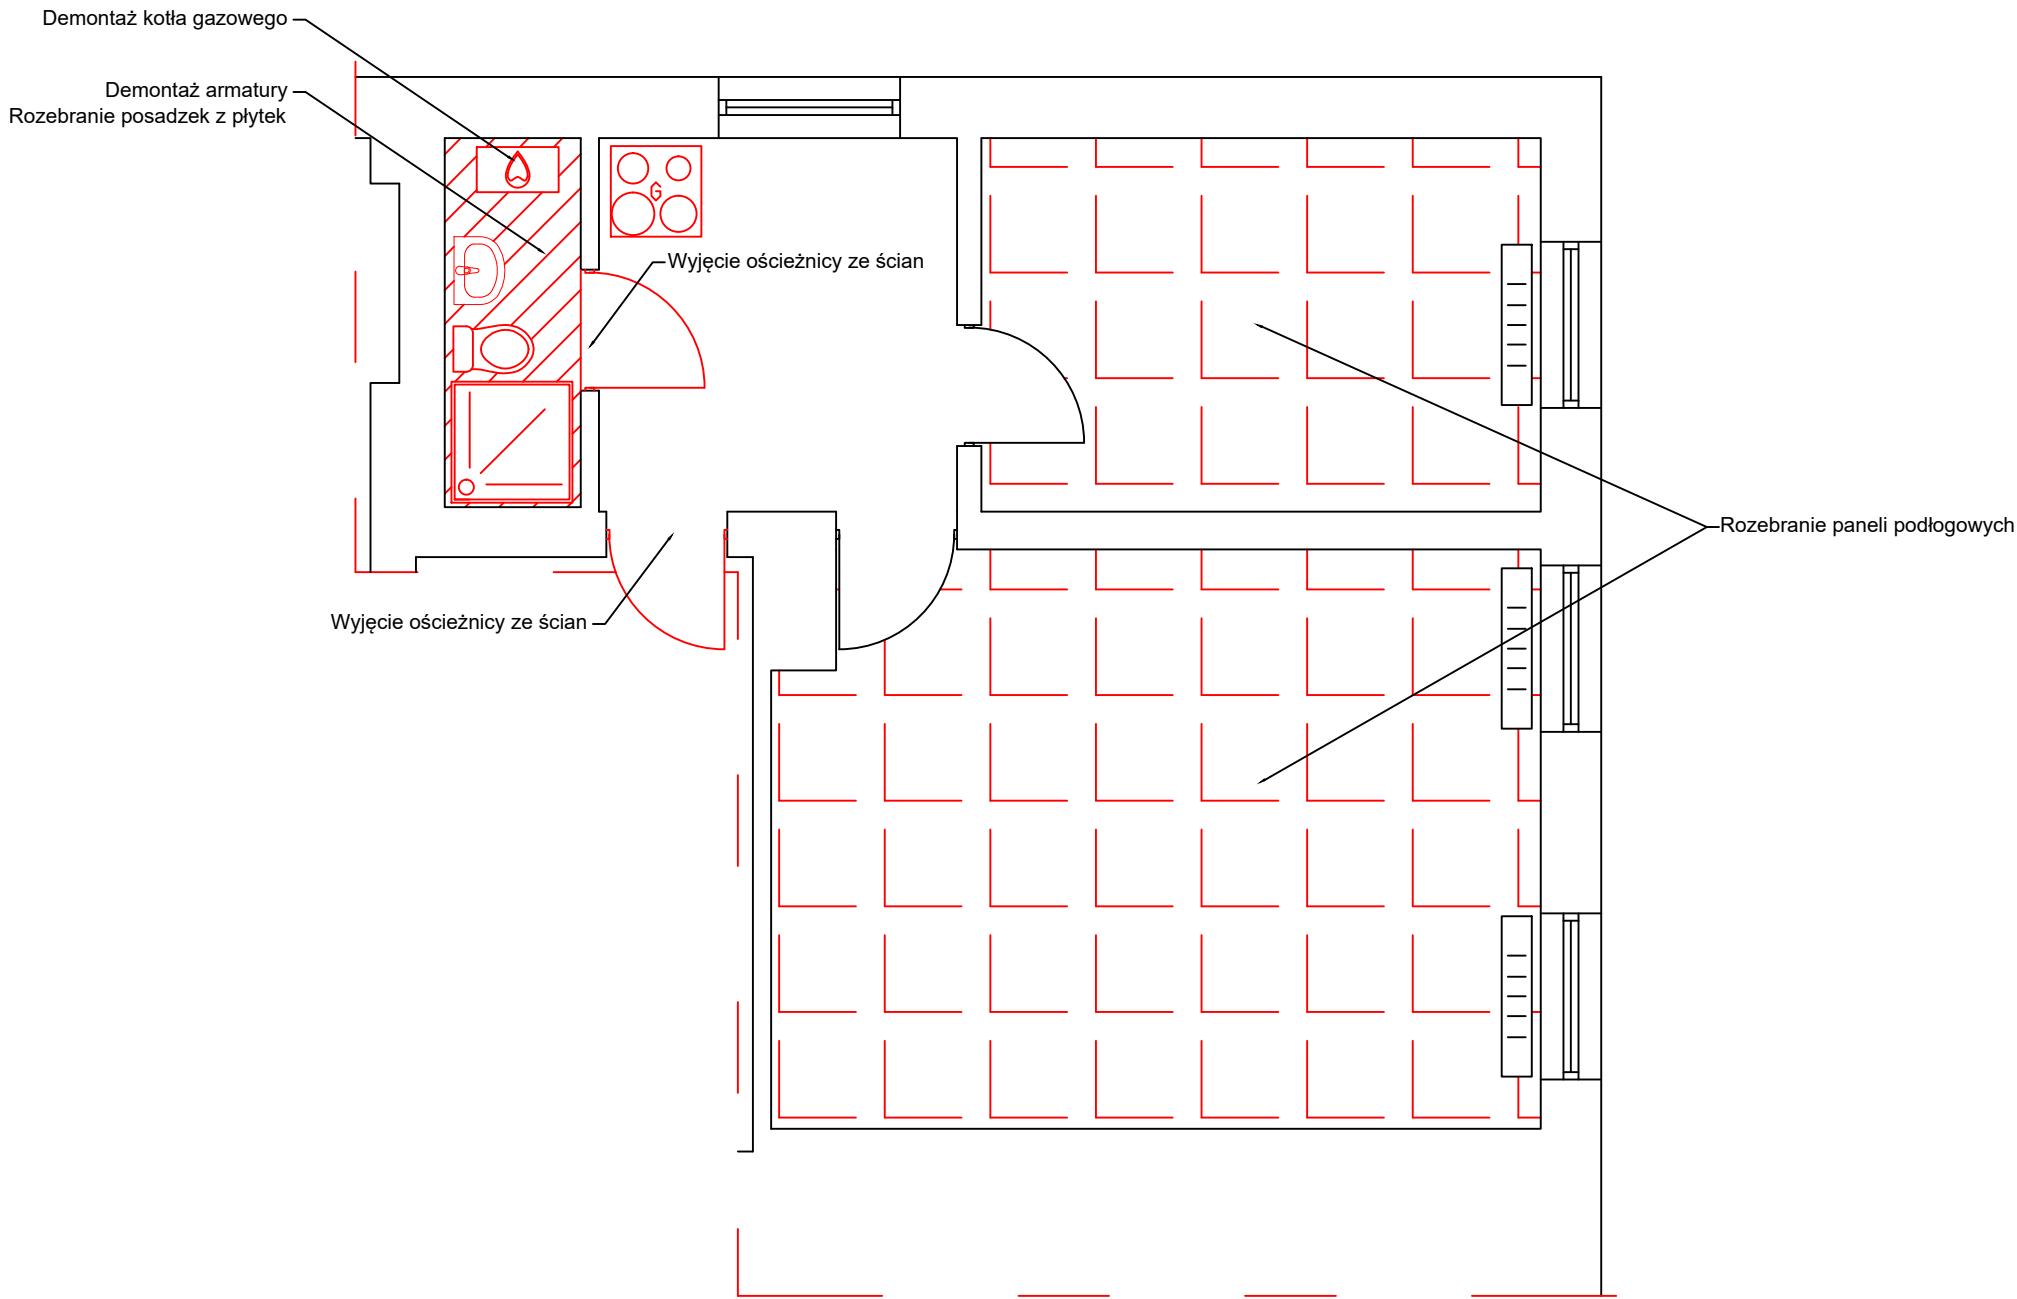 Demontaż kotła gazowego
Demontaż armatury
Rozebranie posadzek z płytek
G
Wyjęcie ościeżnicy ze ścian
Rozebranie paneli podłogowych
Wyjęcie ościeżnicy ze ścian